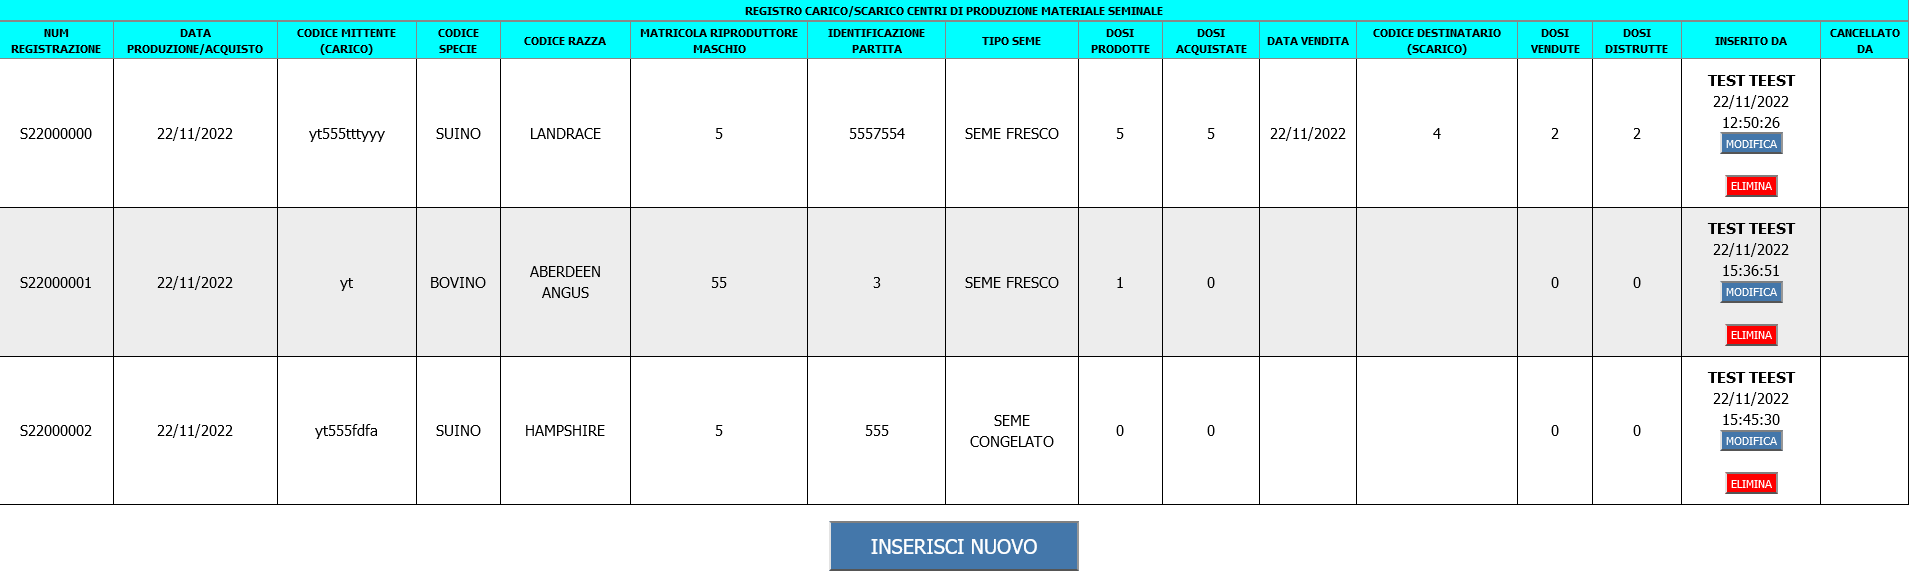 REGISTRO CARICO/SCARICO CENTRI DI PRODUZIONE MATERIALE SEMINALE
NUM REGISTRAZIONE
DATA PRODUZIONE/ACQUISTO
CODICE MITTENTE (CARICO)
CODICE SPECIE
CODICE RAZZA
MATRICOLA RIPRODUTTORE MASCHIO
IDENTIFICAZIONE PARTITA
TIPO SEME
DOSI PRODOTTE
DOSI ACQUISTATE
DATA VENDITA
CODICE DESTINATARIO (SCARICO)
DOSI VENDUTE
DOSI DISTRUTTE
INSERITO DA
CANCELLATO DA
S22000000 22/11/2022 yt555tttyyy SUINO LANDRACE 5 5557554 SEME FRESCO 5 5 22/11/2022 4 2 2
TEST TEEST
22/11/2022
12:50:26
MODIFICA
ELIMINA
S22000001 22/11/2022 yt BOVINO ABERDEEN ANGUS 55 3 SEME FRESCO 1 0 0 0
TEST TEEST
22/11/2022
15:36:51
MODIFICA
ELIMINA
S22000002 22/11/2022 yt555fdfa SUINO HAMPSHIRE 5 555 SEME CONGELATO 0 0 0 0
TEST TEEST
22/11/2022
15:45:30
MODIFICA
ELIMINA
INSERISCI NUOVO